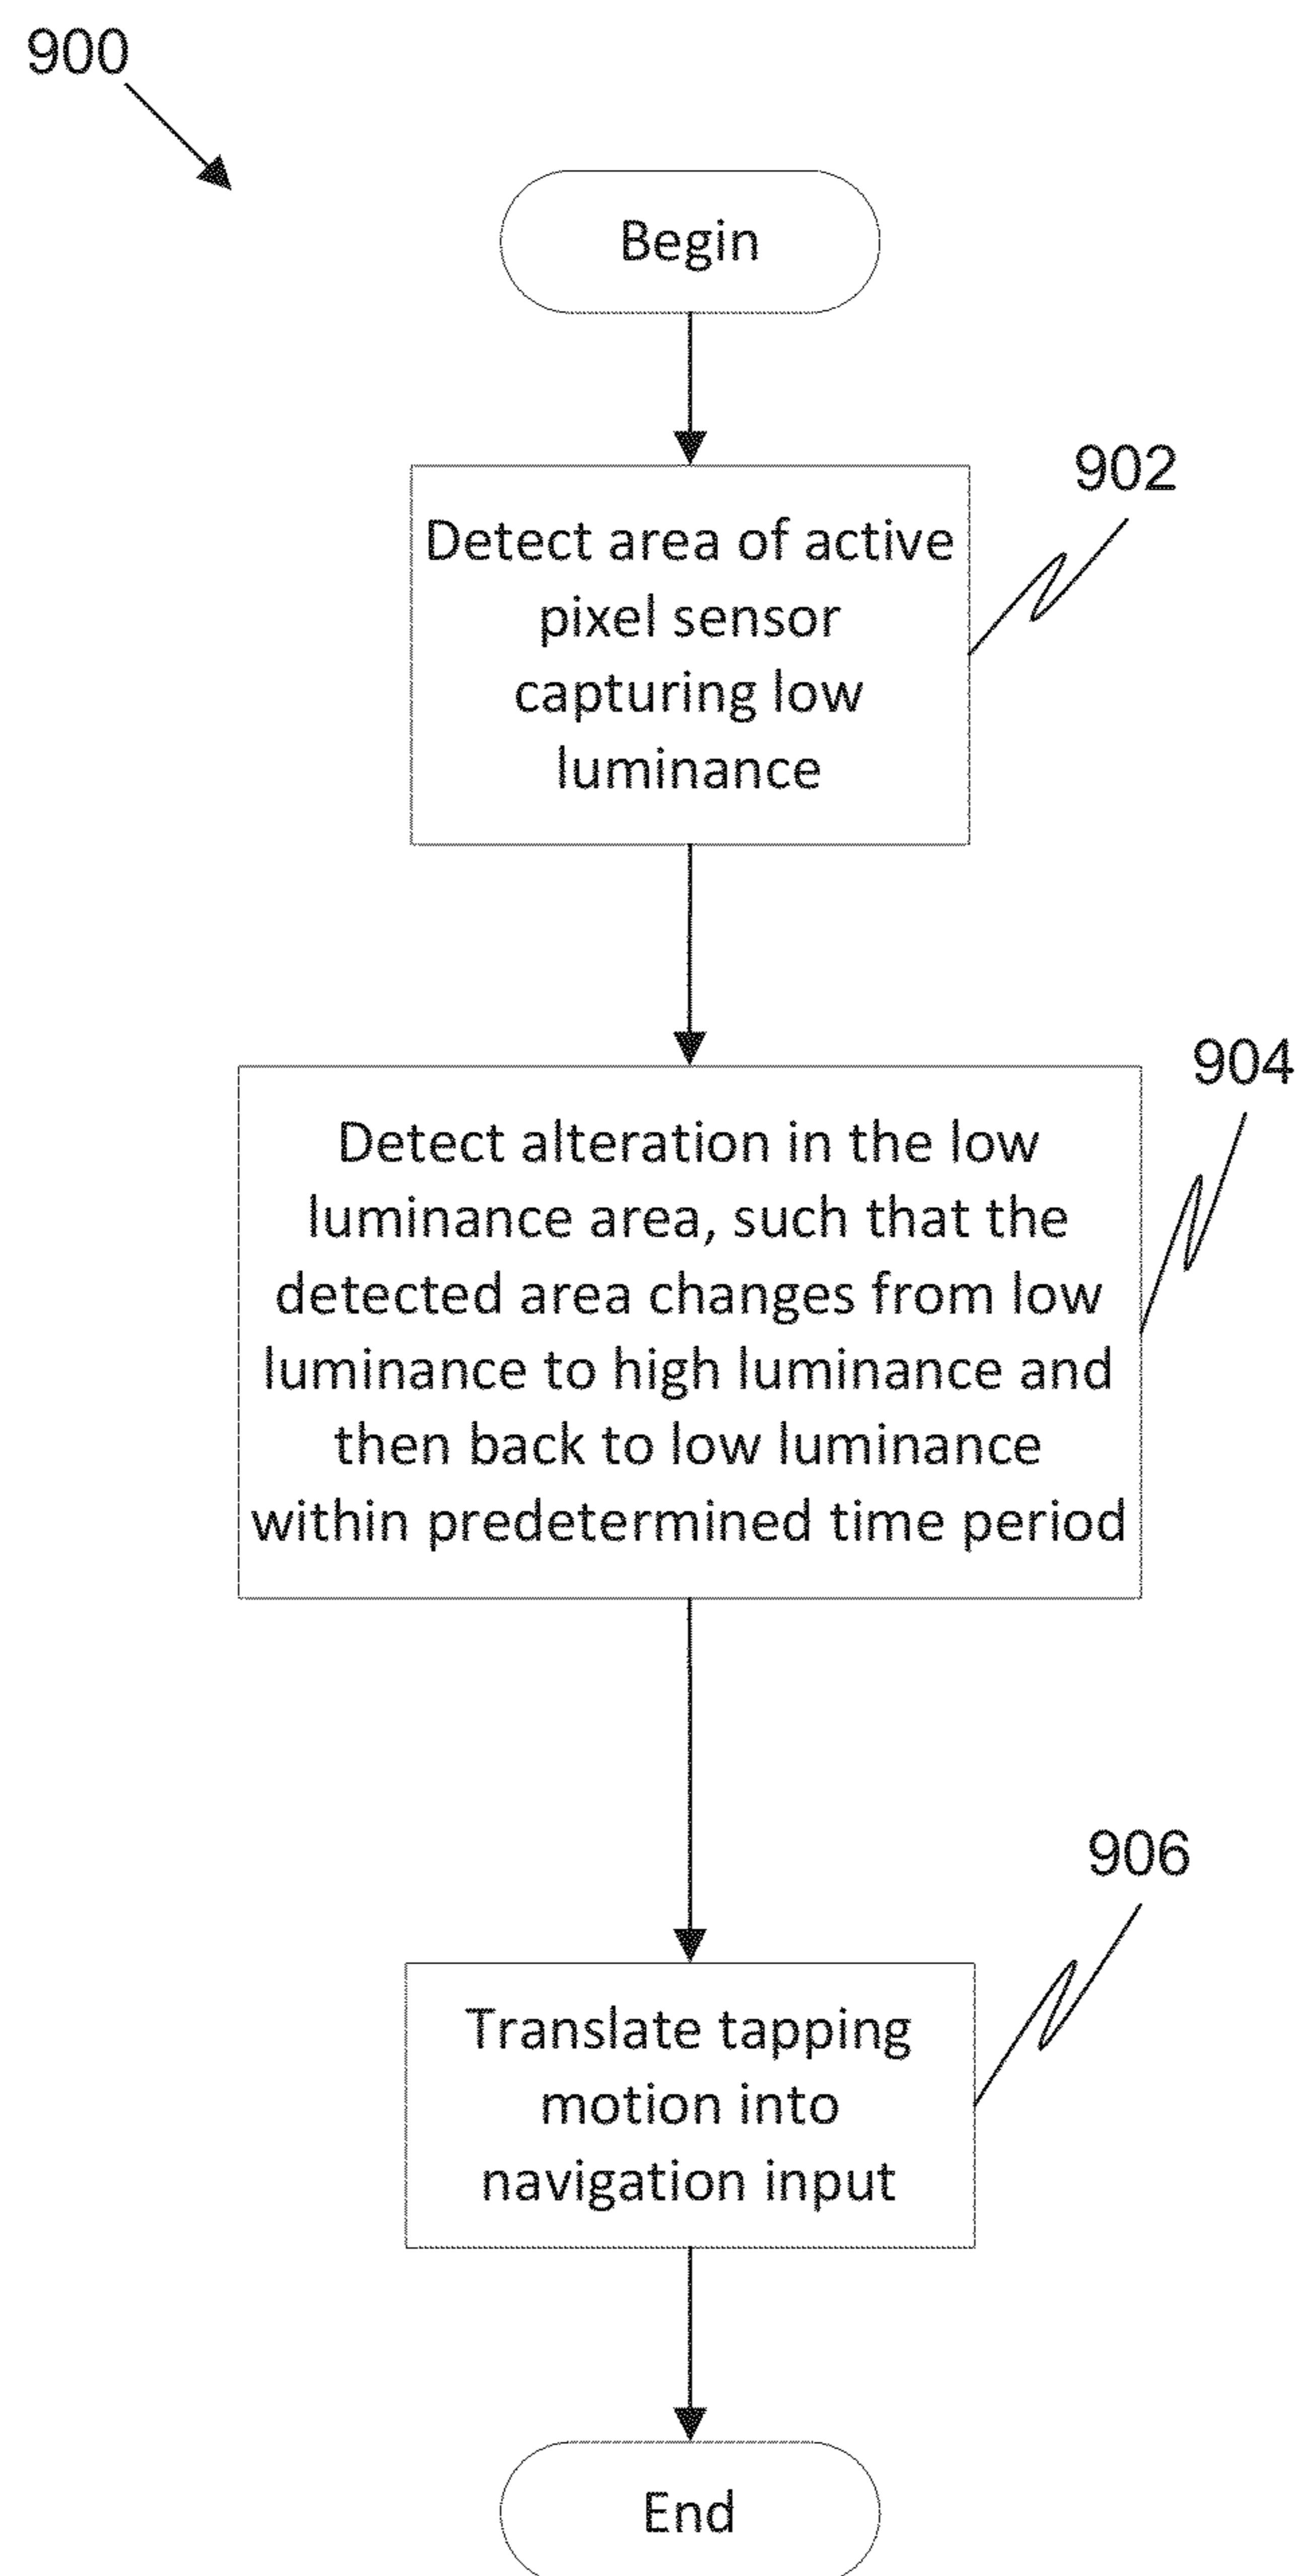 900
Begin
902
Detect area of active
pixel sensor
capturing low
luminance
904
Detect alteration in the low
luminance area, such that the
detected area changes from low
luminance to high luminance and
then back to low luminance
within predetermined time period
906
Translate tapping
motion into
navigation input
End